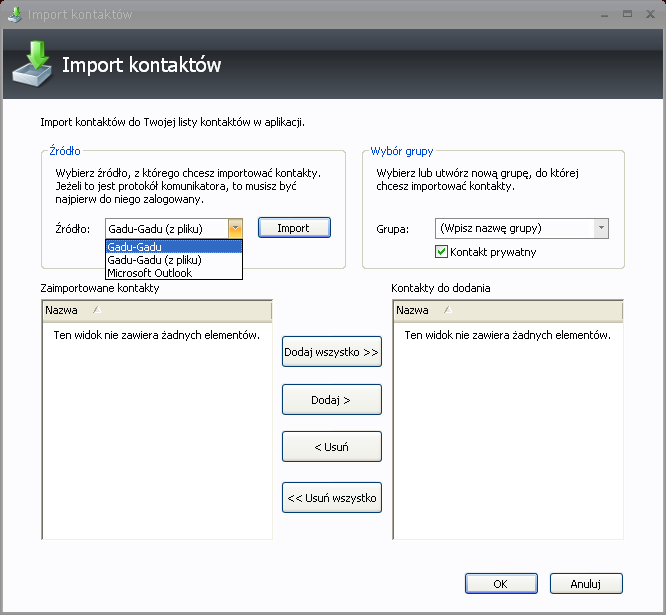 Import kontaktów
Import kontaktów
Import kontaktów do Twojej listy kontaktów w aplikacji.
Źródło
Wybierz źródło, z którego chcesz importować kontakty.
Jeżeli to jest protokół komunikatora, to musisz być
najpierw do niego zalogowany.
Źródło:
Gadu-Gadu (z pliku)
Import
Gadu-Gadu
Gadu-Gadu (z pliku)
Microsoft Outlook
Wybór grupy
Wybierz lub utwórz nową grupę, do której
chcesz importować kontakty.
Grupa:
(Wpisz nazwę grupy)
Kontakt prywatny
Zaimportowane kontakty
Nazwa
Ten widok nie zawiera żadnych elementów.
Dodaj wszystko >>
Dodaj >
< Usuń
<< Usuń wszystko
Kontakty do dodania
Nazwa
Ten widok nie zawiera żadnych elementów.
OK
Anuluj